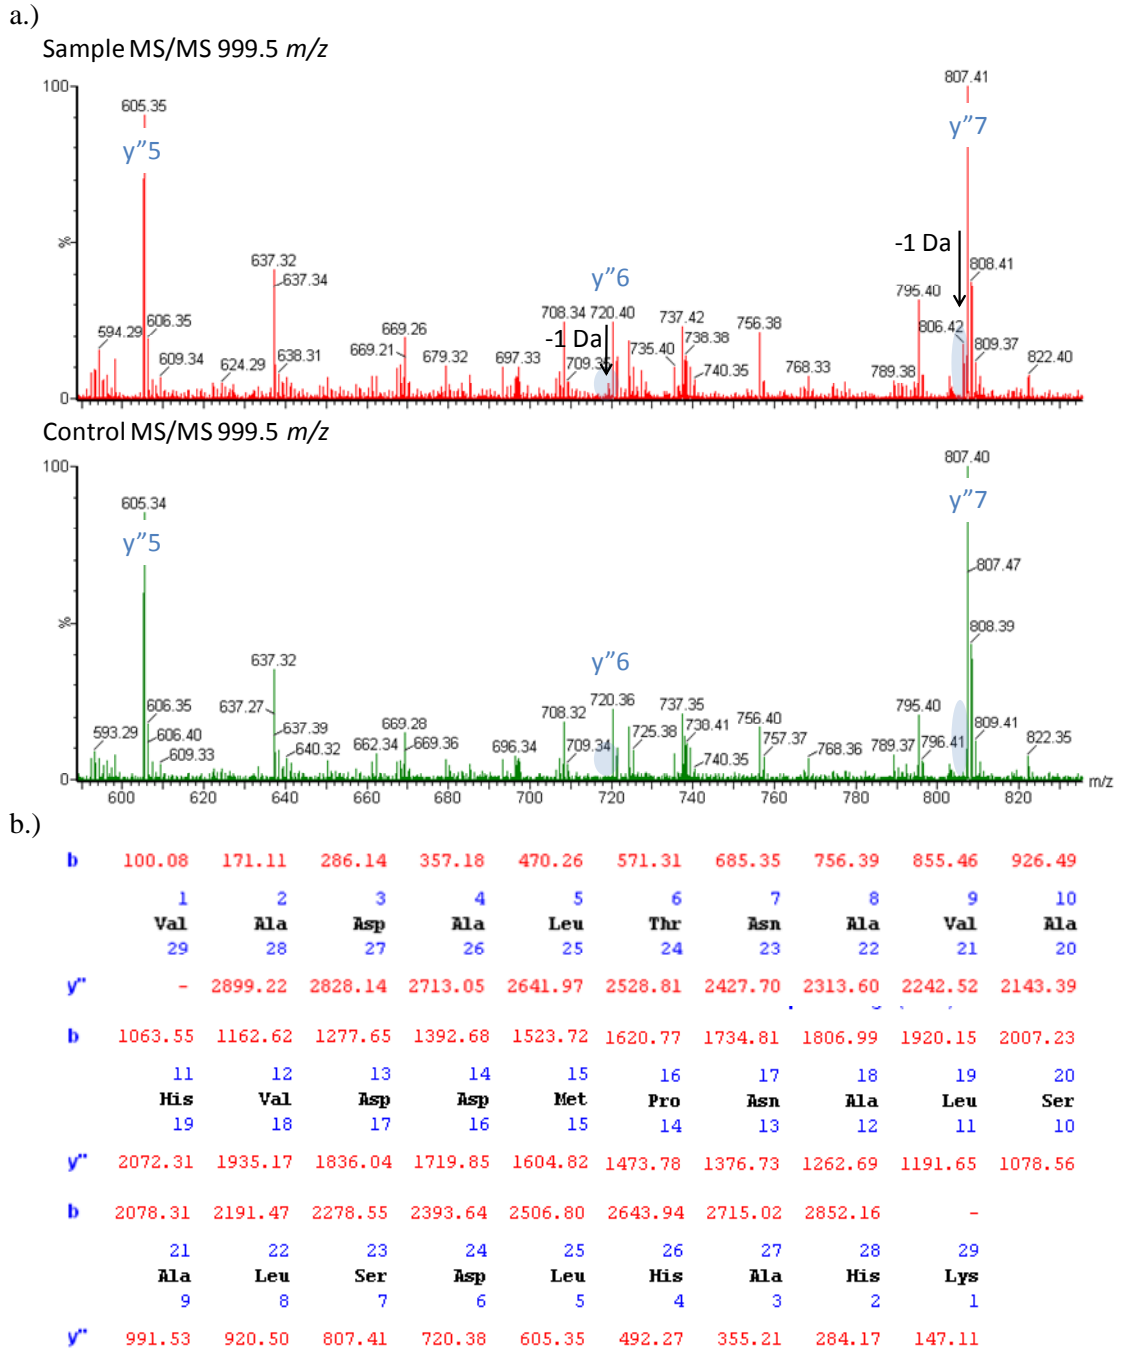 a.)
Sample MS/MS 999.5 m/z
100
%
0
605.35
y”5
594.29
606.35
609.34
624.29
637.32
637.34
638.31
669.26
669.21
679.32
697.33
-1 Da
708.34
709.35
y”6
720.40
735.40
737.42
738.38
740.35
756.38
768.33
789.38
795.40
-1 Da
806.42
807.41
y”7
808.41
809.37
822.40
Control MS/MS 999.5 m/z
100
%
0
605.34
y”5
593.29
606.35
606.40
609.33
637.32
637.27
637.39
640.32
662.34
669.28
669.36
696.34
708.32
709.34
y”6
720.36
725.38
737.35
738.41
740.35
756.40
757.37
768.36
789.37
795.40
796.41
807.40
y”7
807.47
808.39
809.41
822.35
600 620 640 660 680 700 720 740 760 780 800 820 m/z
b.)
b 100.08 171.11 286.14 357.18 470.26 571.31 685.35 756.39 855.46 926.49
1 2 3 4 5 6 7 8 9 10
Val Ala Asp Ala Leu Thr Asn Ala Val Ala
29 28 27 26 25 24 23 22 21 20
y" - 2899.22 2828.14 2713.05 2641.97 2528.81 2427.70 2313.60 2242.52 2143.39
b 1063.55 1162.62 1277.65 1392.68 1523.72 1620.77 1734.81 1806.99 1920.15 2007.23
11 12 13 14 15 16 17 18 19 20
His Val Asp Asp Met Pro Asn Ala Leu Ser
19 18 17 16 15 14 13 12 11 10
y" 2072.31 1935.17 1836.04 1719.85 1604.82 1473.78 1376.73 1262.69 1191.65 1078.56
b 2078.31 2191.47 2278.55 2393.64 2506.80 2643.94 2715.02 2852.16 -
21 22 23 24 25 26 27 28 29
Ala Leu Ser Asp Leu His Ala His Lys
9 8 7 6 5 4 3 2 1
y" 991.53 920.50 807.41 720.38 605.35 492.27 355.21 284.17 147.11